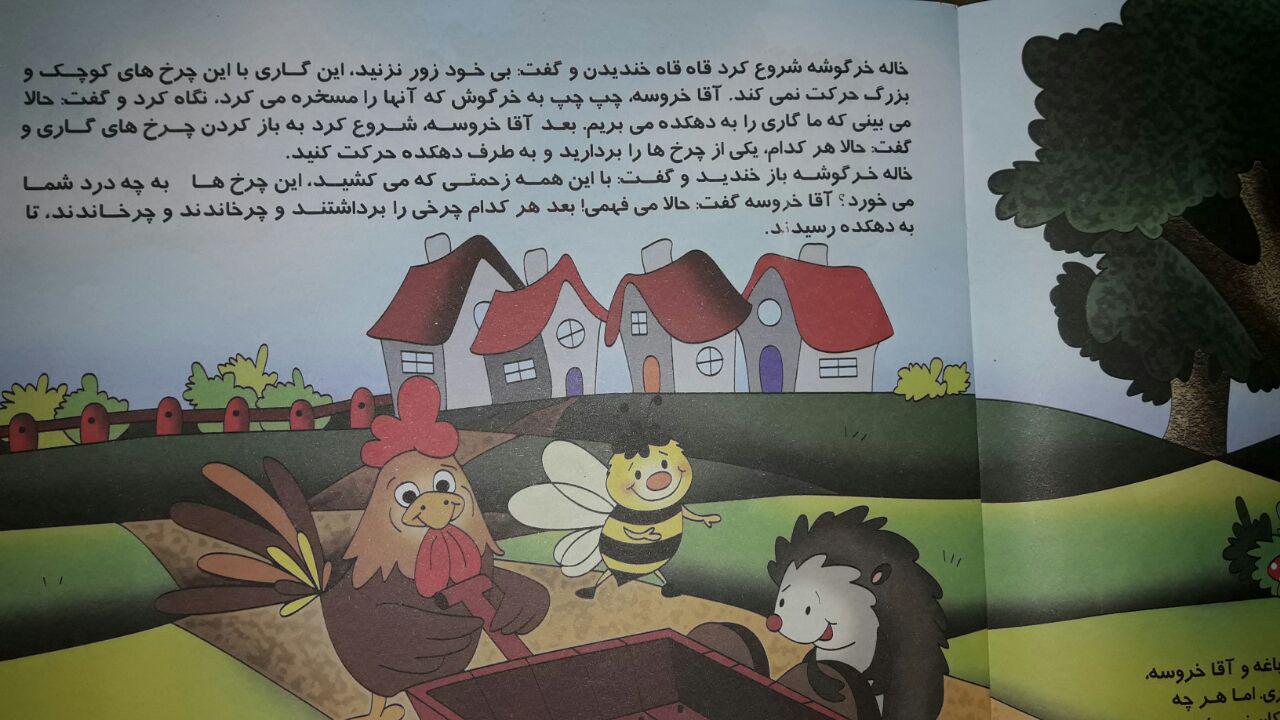 خاله خرگوشه شروع کرد قاه قاه خندیدن و گفت: بی خود زور نزنید، این گاری با این چرخ های کوچک و
بزرگ حرکت نمی کند. آقا خروسه، چپ چپ به خرگوش که آنها را مسخره می کرد، نگاه کرد و گفت: حالا
می بینی که ما گاری را به دهکده می بریم. بعد آقا خروسه، شروع کرد به باز کردن چرخ های گاری و
گفت: حالا هر کدام، یکی از چرخ ها را بردارید و به طرف دهکده حرکت کنید.
خاله خرگوشه باز خندید و گفت: با این همه زحمتی که می کشید، این چرخ ها به چه درد شما
می خورد؟ آقا خروسه گفت: حالا می فهمی! بعد هر کدام چرخی را برداشتند و چرخاندند و چرخاندند، تا
به دهکده رسیدند.
باغه و آقا خروسه،
ری. اما هر چه